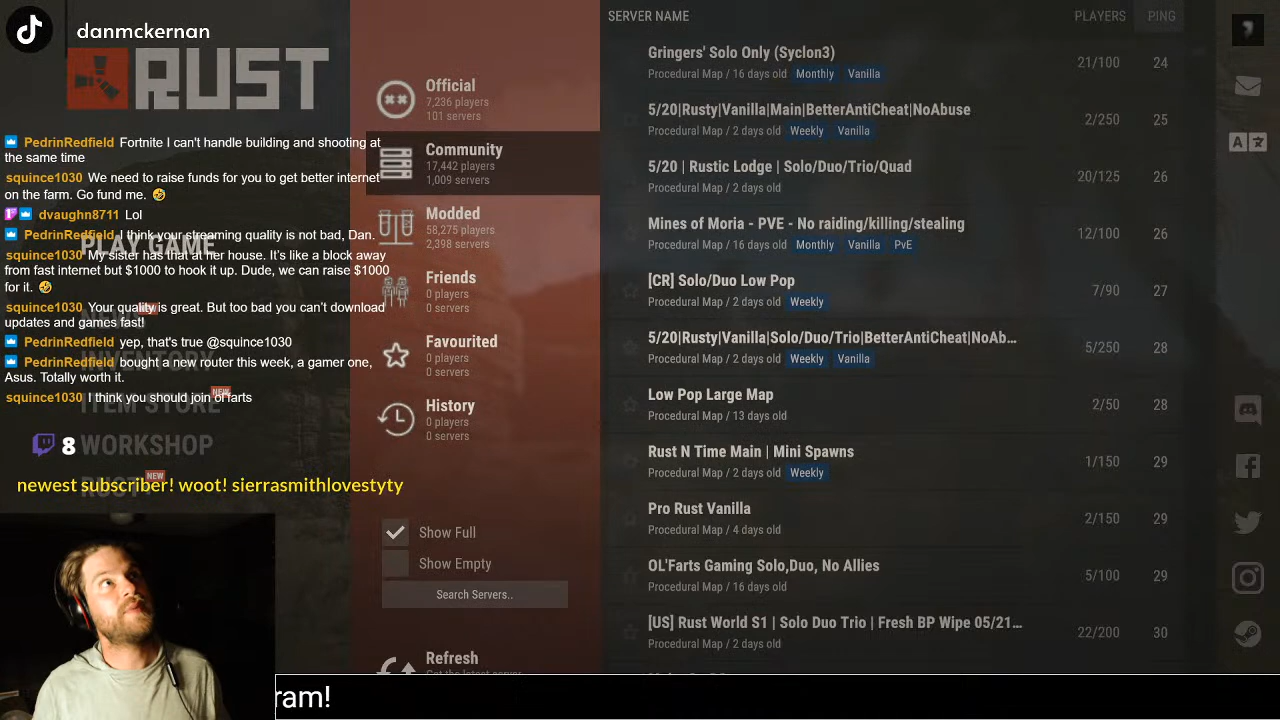 danmckernan
RUST
PedrinRedfield Fortnite I can't handle building and shooting at
the same time
squince1030 We need to raise funds for you to get better internet
on the farm. Go fund me. 🤣
dvaughn8711 Lol
PedrinRedfield I think your streaming quality is not bad, Dan.
PLAY GAME
squince1030 My sister has that at her house. It's like a block away
from fast internet but $1000 to hook it up. Dude, we can raise $1000
for it. 🤣
squince1030 Your quality is great. But too bad you can't download
updates and games fast!
PedrinRedfield yep, that's true @squince1030
INVENTORY
PedrinRedfield bought a new router this week, a gamer one,
Asus. Totally worth it.
NEW
squince1030 I think you should join ol farts
ITEM STORE
8
WORKSHOP
NEW
RUST+
newest subscriber! woot! sierrasmithlovestyty
Official
7,236 players
101 servers
Community
17,442 players
1,009 servers
Modded
58,275 players
2,398 servers
Friends
0 players
0 servers
Favourited
0 players
0 servers
History
0 players
0 servers
Show Full
Show Empty
Search Servers..
Refresh
SERVER NAME PLAYERS PING
Gringers' Solo Only (Syclon3) 21/100 24
Procedural Map / 16 days old Monthly Vanilla
5/20|Rusty|Vanilla|Main|BetterAntiCheat|NoAbuse 2/250 25
Procedural Map / 2 days old Weekly Vanilla
5/20 | Rustic Lodge | Solo/Duo/Trio/Quad 20/125 26
Procedural Map / 2 days old
Mines of Moria - PVE - No raiding/killing/stealing 12/100 26
Procedural Map / 16 days old Monthly Vanilla PvE
[CR] Solo/Duo Low Pop 7/90 27
Procedural Map / 2 days old Weekly
5/20|Rusty|Vanilla|Solo/Duo/Trio|BetterAntiCheat|NoAb... 5/250 28
Procedural Map / 2 days old Weekly Vanilla
Low Pop Large Map 2/50 28
Procedural Map / 13 days old
Rust N Time Main | Mini Spawns 1/150 29
Procedural Map / 2 days old Weekly
Pro Rust Vanilla 2/150 29
Procedural Map / 4 days old
OL'Farts Gaming Solo,Duo, No Allies 5/100 29
Procedural Map / 16 days old
[US] Rust World S1 | Solo Duo Trio | Fresh BP Wipe 05/21... 22/200 30
Procedural Map / 2 days old
A
ram!